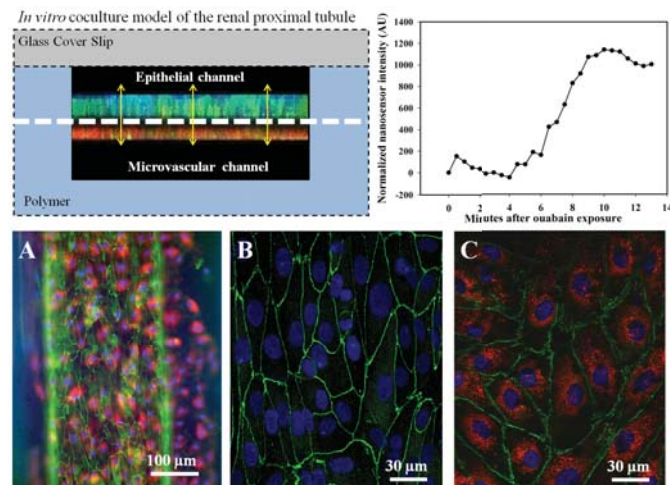 In vitro coculture model of the renal proximal tubule
Glass Cover Slip
Epithelial channel
Microvascular channel
Polymer
Normalized nanosensor intensity (AU)
1400
1200
1000
800
600
400
200
0
-200
0 2 4 6 8 10 12 14
Minutes after ouabain exposure
A
100 µm
B
30 µm
C
30 µm